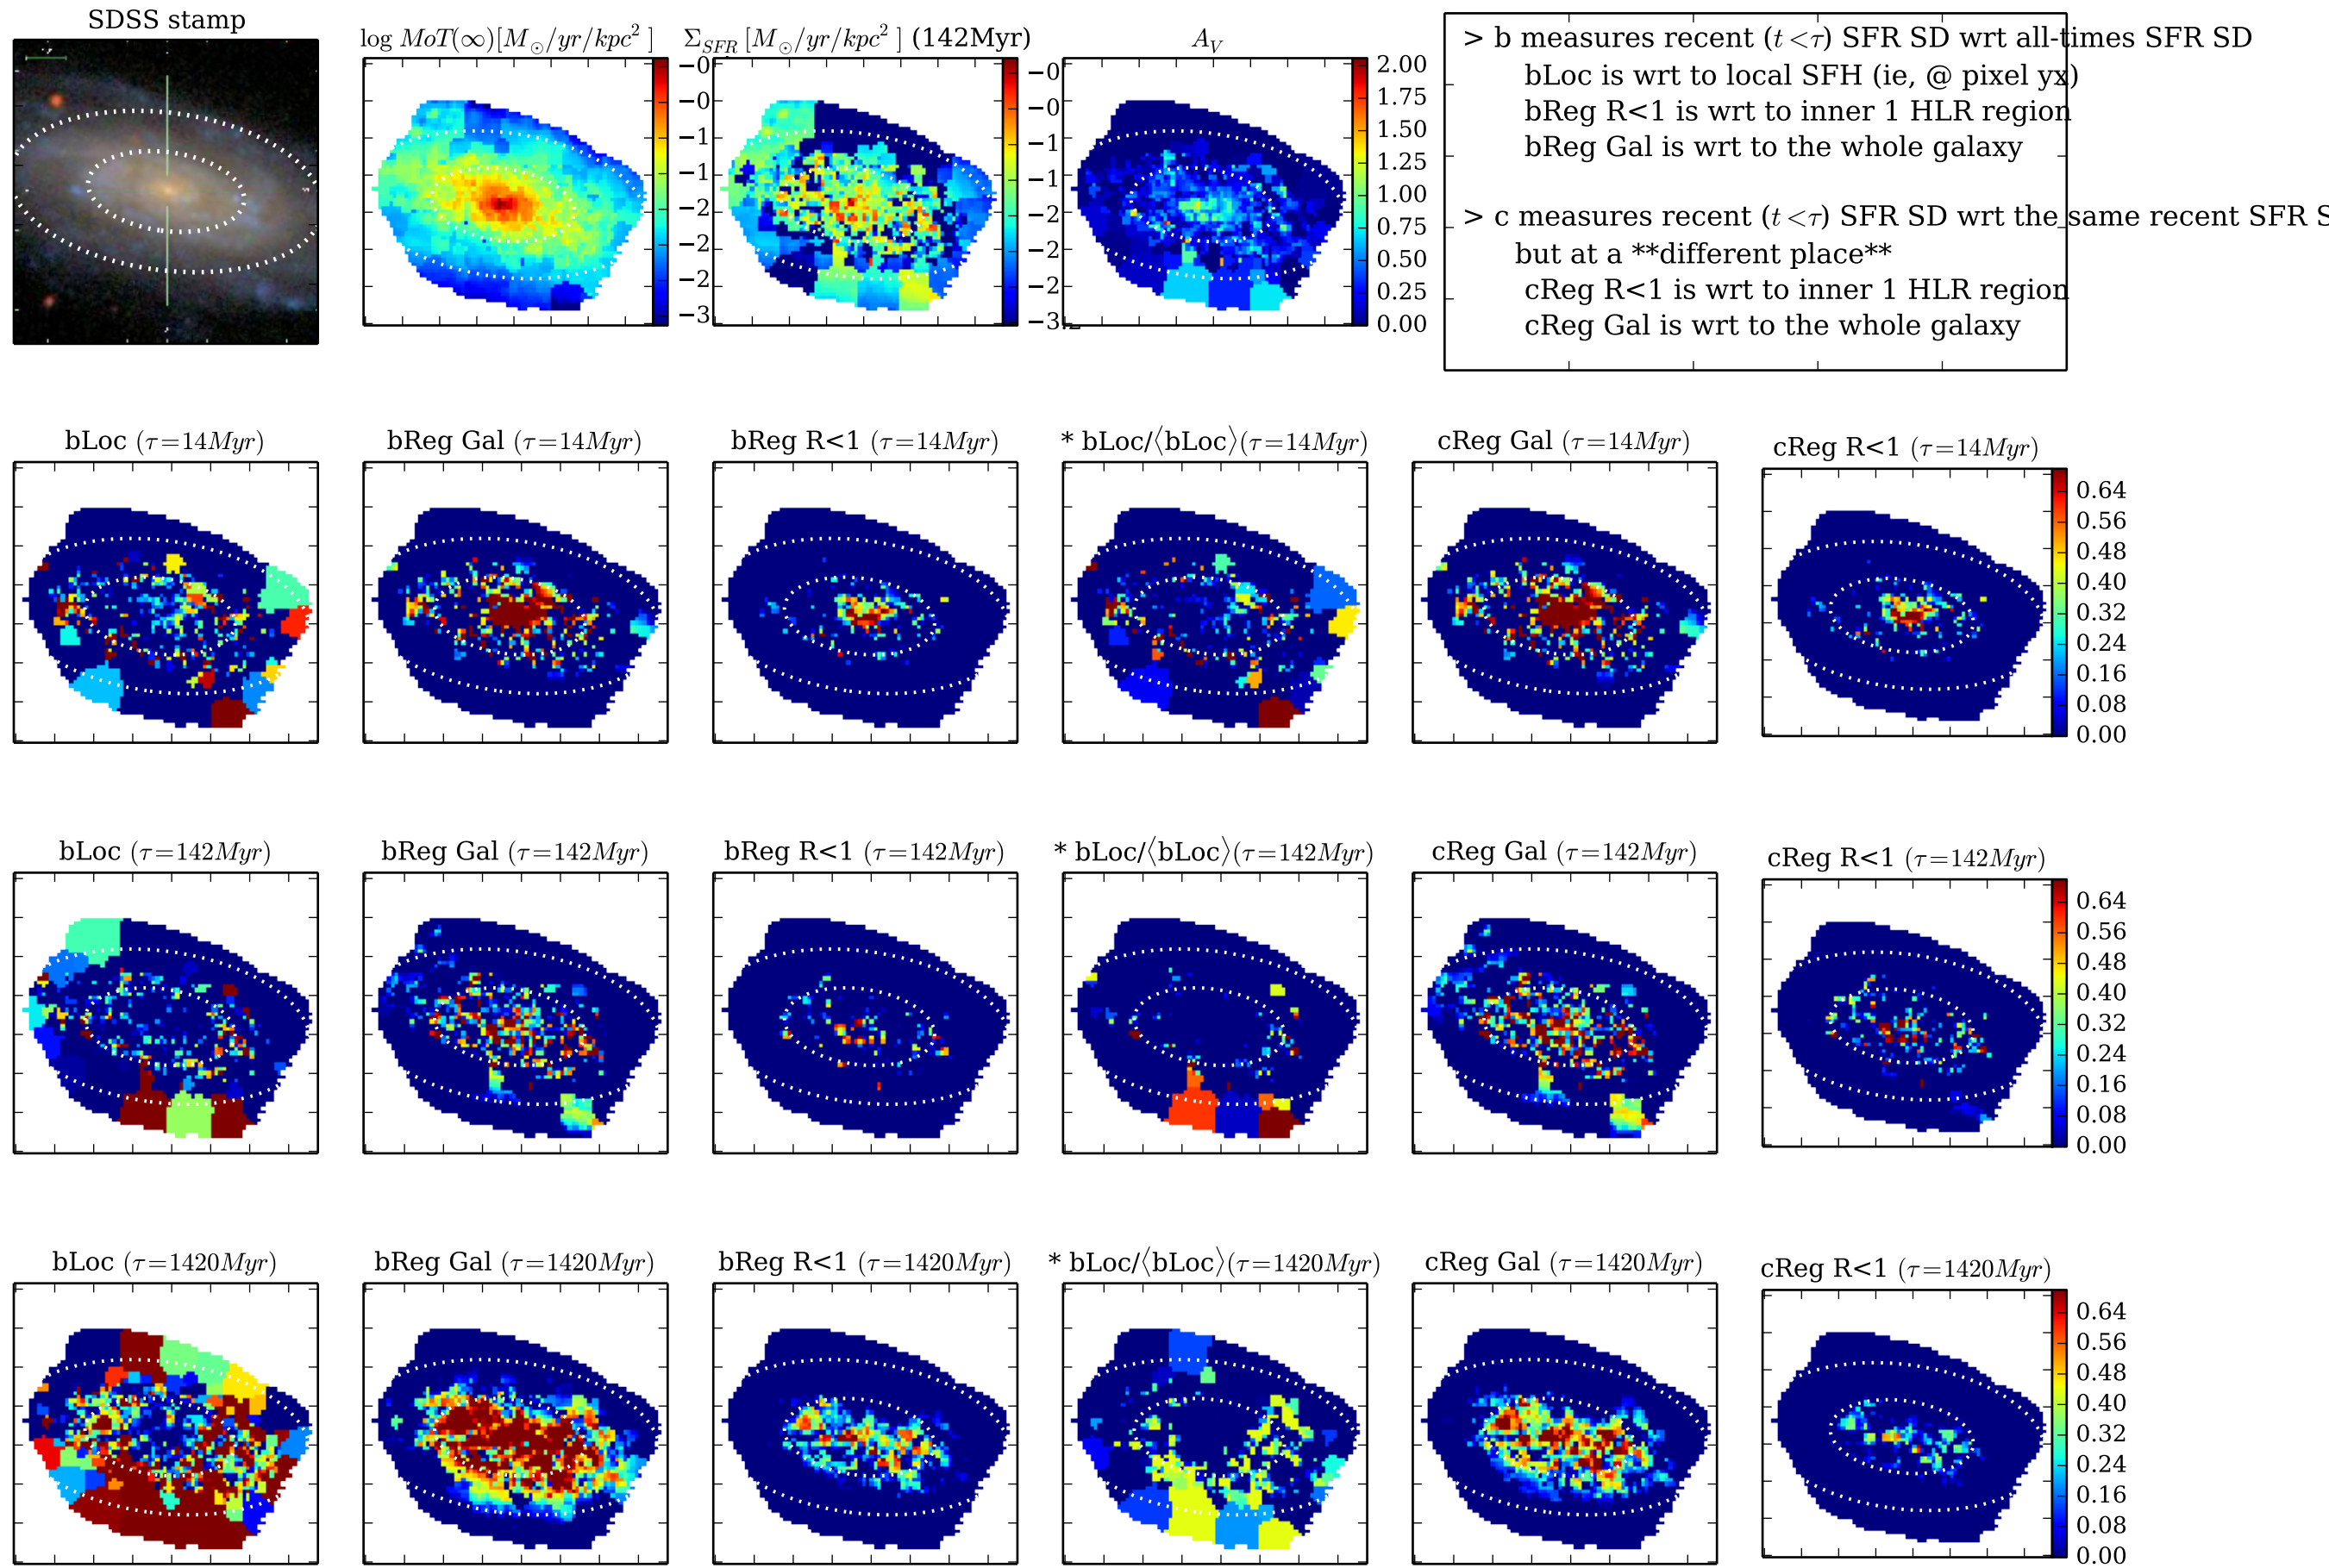 SDSS stamp
log MoT(∞)[M⊙/yr/kpc²]
Σ_SFR [M⊙/yr/kpc²] (142Myr)
A_V
−0
−0
−1
−1
−1
−2
−2
−2
−3
−0
−0
−1
−1
−2
−2
−2
2.00
1.75
1.50
1.25
1.00
0.75
0.50
0.25
0.00
> b measures recent (t<τ) SFR SD wrt all-times SFR SD
bLoc is wrt to local SFH (ie, @ pixel yx)
bReg R<1 is wrt to inner 1 HLR region
bReg Gal is wrt to the whole galaxy
> c measures recent (t<τ) SFR SD wrt the same recent SFR S
but at a **different place**
cReg R<1 is wrt to inner 1 HLR region
cReg Gal is wrt to the whole galaxy
bLoc (τ=14Myr)
bReg Gal (τ=14Myr)
bReg R<1 (τ=14Myr)
* bLoc/⟨bLoc⟩(τ=14Myr)
cReg Gal (τ=14Myr)
cReg R<1 (τ=14Myr)
0.64
0.56
0.48
0.40
0.32
0.24
0.16
0.08
0.00
bLoc (τ=142Myr)
bReg Gal (τ=142Myr)
bReg R<1 (τ=142Myr)
* bLoc/⟨bLoc⟩(τ=142Myr)
cReg Gal (τ=142Myr)
cReg R<1 (τ=142Myr)
0.64
0.56
0.48
0.40
0.32
0.24
0.16
0.08
0.00
bLoc (τ=1420Myr)
bReg Gal (τ=1420Myr)
bReg R<1 (τ=1420Myr)
* bLoc/⟨bLoc⟩(τ=1420Myr)
cReg Gal (τ=1420Myr)
cReg R<1 (τ=1420Myr)
0.64
0.56
0.48
0.40
0.32
0.24
0.16
0.08
0.00